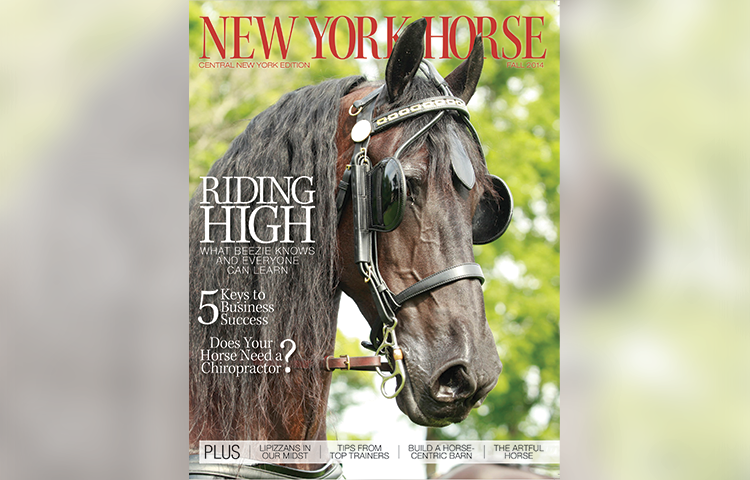 NEW YORK HORSE
CENTRAL NEW YORK EDITION
FALL 2014
RIDING
HIGH
WHAT BEEZIE KNOWS
AND EVERYONE
CAN LEARN
5 Keys to
Business
Success
Does Your
Horse Need a
Chiropractor?
PLUS
LIPIZZANS IN
OUR MIDST
TIPS FROM
TOP TRAINERS
BUILD A HORSE-
CENTRIC BARN
THE ARTFUL
HORSE